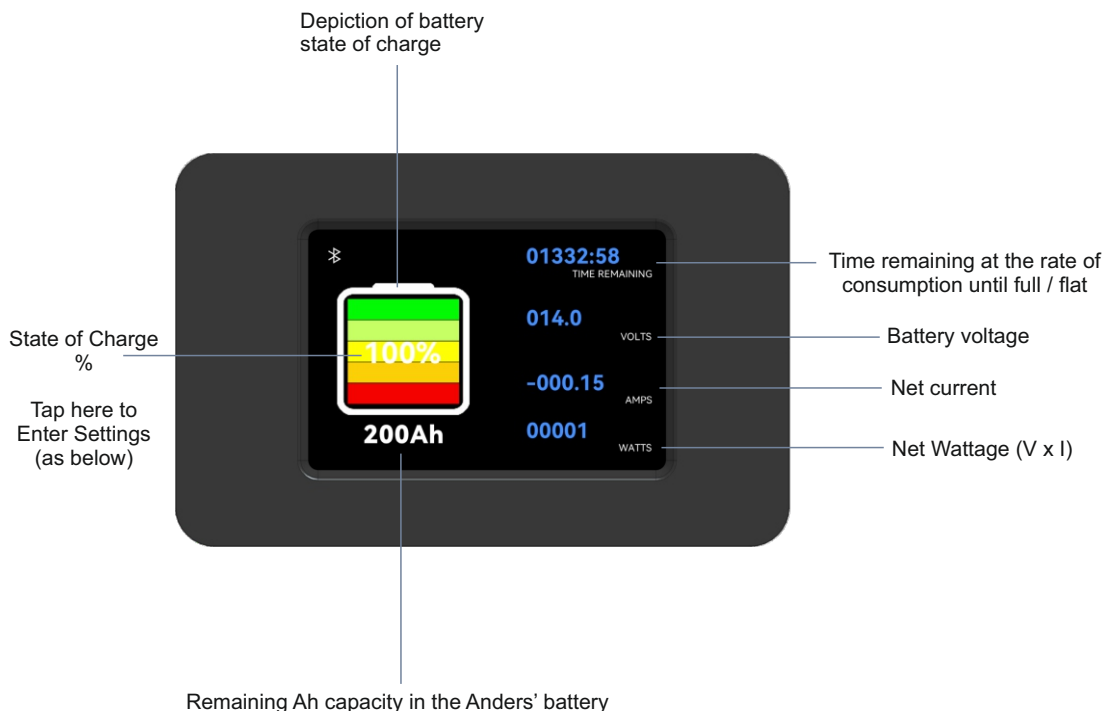 Depiction of battery
state of charge
01332:58
TIME REMAINING
Time remaining at the rate of
consumption until full / flat
014.0
VOLTS
Battery voltage
State of Charge
%
100%
-000.15
AMPS
Net current
Tap here to
Enter Settings
(as below)
200Ah
00001
WATTS
Net Wattage (V x I)
Remaining Ah capacity in the Anders' battery